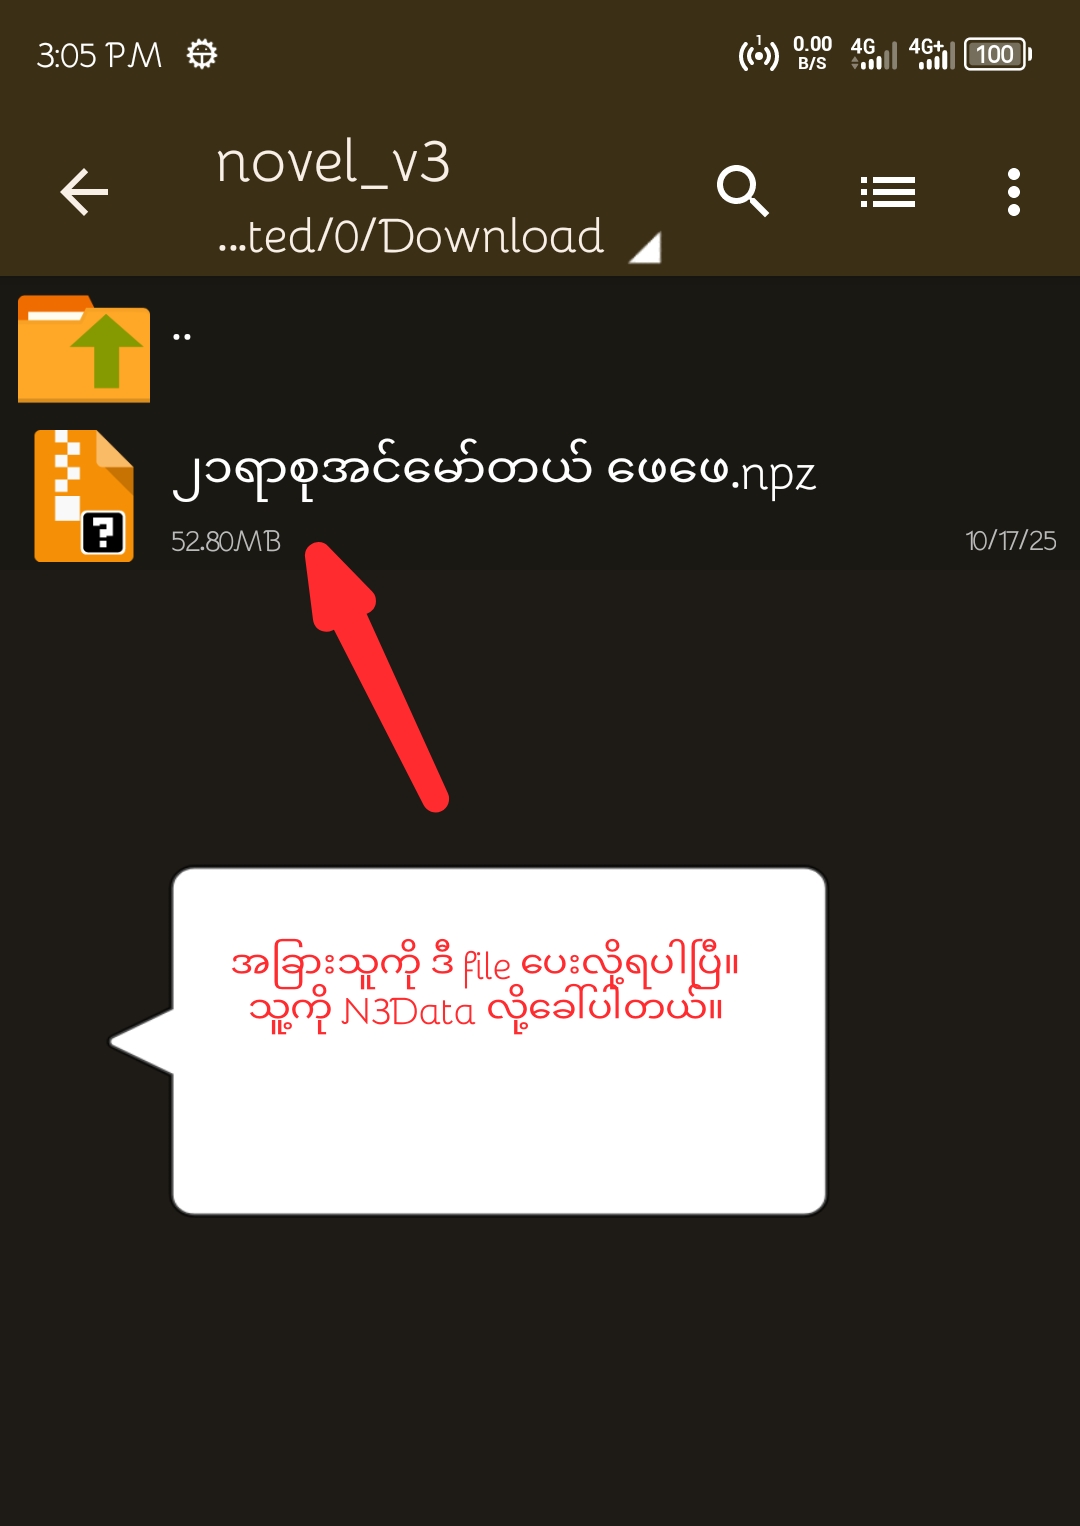 3:05 PM 1 0.00 B/S 4G 4G+ 100
novel_v3
...ted/0/Download
..
၂၁ရာစုအင်မော်တယ် ဖေဖေ.npz
52.80MB 10/17/25
အခြားသူကို ဒီ file ပေးလို့ရပါပြီ။
သူ့ကို N3Data လို့ခေါ်ပါတယ်။